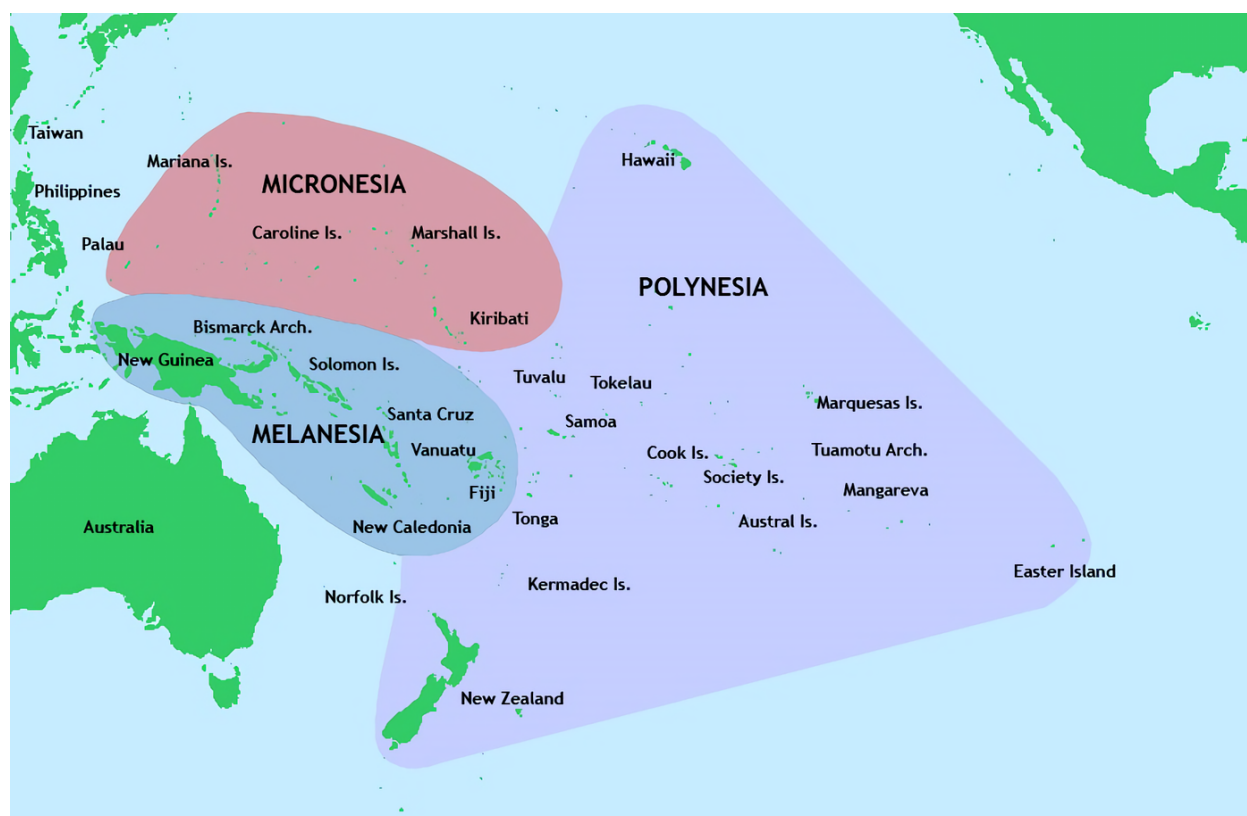 Taiwan
Mariana Is.
Hawaii
MICRONESIA
Philippines
Caroline Is.
Marshall Is.
Palau
POLYNESIA
Kiribati
Bismarck Arch.
New Guinea
Solomon Is.
Tuvalu
Tokelau
Marquesas Is.
Santa Cruz
Samoa
MELANESIA
Vanuatu
Cook Is.
Tuamotu Arch.
Society Is.
Fiji
Mangareva
Tonga
Austral Is.
Australia
New Caledonia
Easter Island
Kermadec Is.
Norfolk Is.
New Zealand